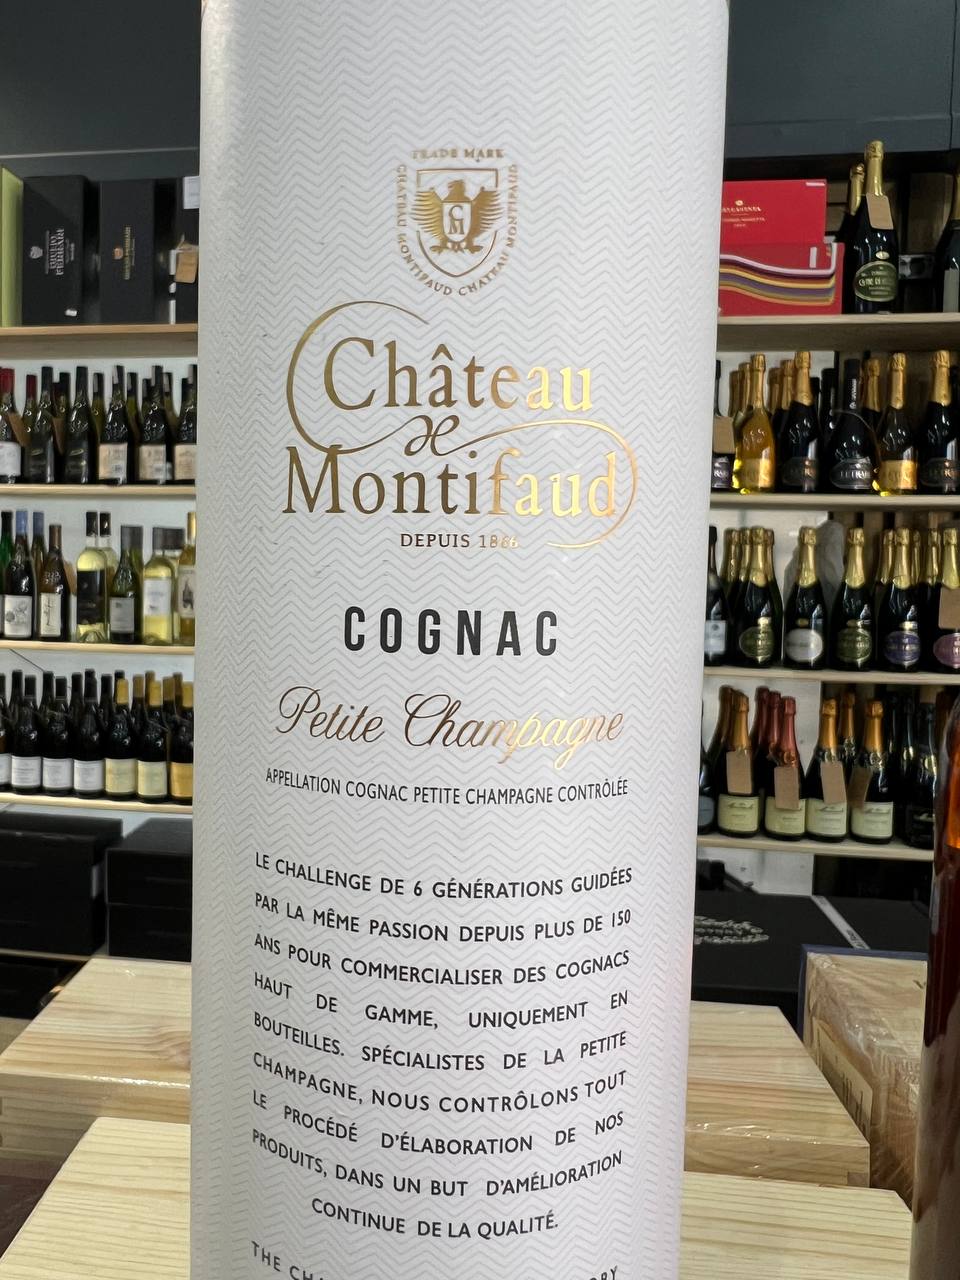 TRADE MARK
CHATEAU MONTIFAUD CHATEAU MONTIFAUD
C
M
Château
de
Montifaud
DEPUIS 1866
COGNAC
Petite Champagne
APPELLATION COGNAC PETITE CHAMPAGNE CONTRÔLÉE
LE CHALLENGE DE 6 GÉNÉRATIONS GUIDÉES
PAR LA MÊME PASSION DEPUIS PLUS DE 150
ANS POUR COMMERCIALISER DES COGNACS
HAUT DE GAMME, UNIQUEMENT EN
BOUTEILLES. SPÉCIALISTES DE LA PETITE
CHAMPAGNE, NOUS CONTRÔLONS TOUT
LE PROCÉDÉ D'ÉLABORATION DE NOS
PRODUITS, DANS UN BUT D'AMÉLIORATION
CONTINUE DE LA QUALITÉ.
THE